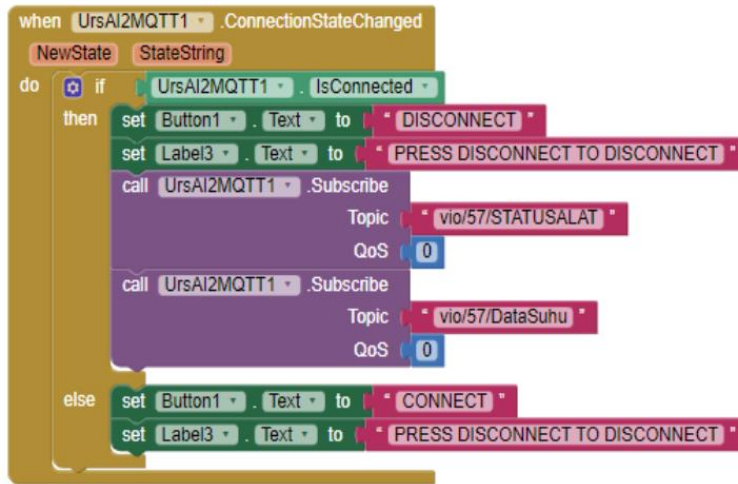 when UrsAI2MQTT1 .ConnectionStateChanged
NewState StateString
do if UrsAI2MQTT1 . IsConnected
then set Button1 . Text to " DISCONNECT "
set Label3 . Text to " PRESS DISCONNECT TO DISCONNECT "
call UrsAI2MQTT1 .Subscribe
Topic " vio/57/STATUSALAT "
QoS 0
call UrsAI2MQTT1 .Subscribe
Topic " vio/57/DataSuhu "
QoS 0
else set Button1 . Text to " CONNECT "
set Label3 . Text to " PRESS DISCONNECT TO DISCONNECT "